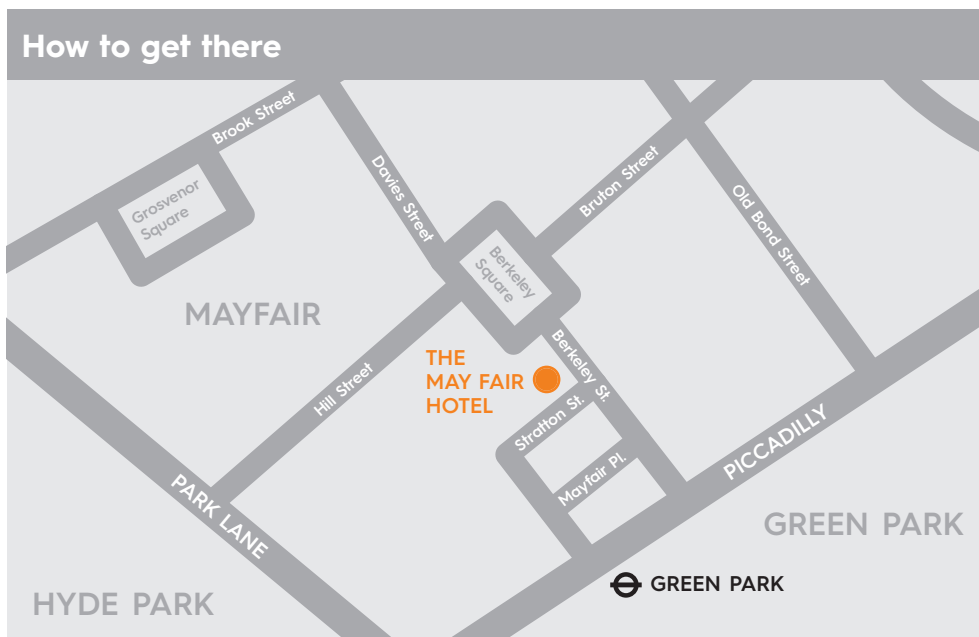 How to get there
Brook Street
Grosvenor
Square
Davies Street
Bruton Street
Old Bond Street
Berkeley
Square
MAYFAIR
Hill Street
THE
MAY FAIR
HOTEL
Berkeley St.
Stratton St.
Mayfair Pl.
PARK LANE
PICCADILLY
GREEN PARK
GREEN PARK
HYDE PARK